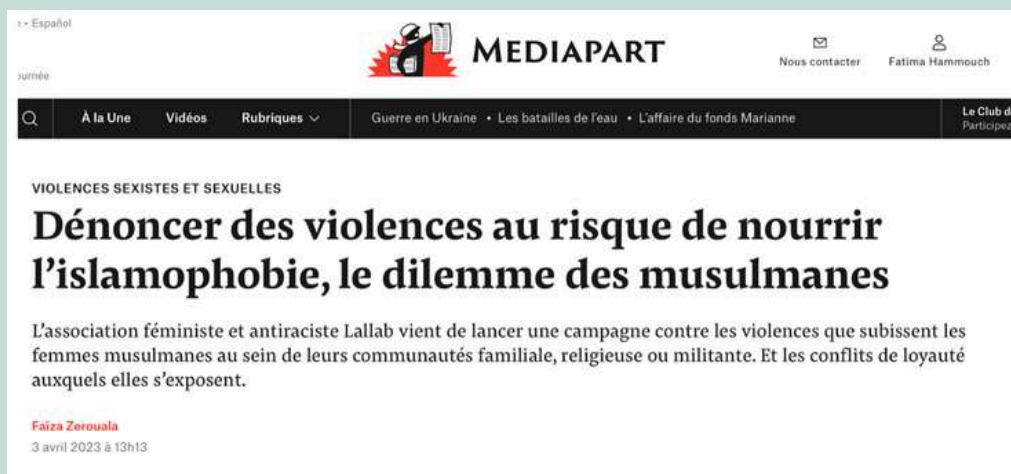 • Español
MEDIAPART
Nous contacter
Fatima Hammouch
À la Une
Vidéos
Rubriques
Guerre en Ukraine • Les batailles de l'eau • L'affaire du fonds Marianne
Le Club
Participez
VIOLENCES SEXISTES ET SEXUELLES
Dénoncer des violences au risque de nourrir
l'islamophobie, le dilemme des musulmanes
L'association féministe et antiraciste Lallab vient de lancer une campagne contre les violences que subissent les
femmes musulmanes au sein de leurs communautés familiale, religieuse ou militante. Et les conflits de loyauté
auxquels elles s'exposent.
Faïza Zerouala
3 avril 2023 à 13h13